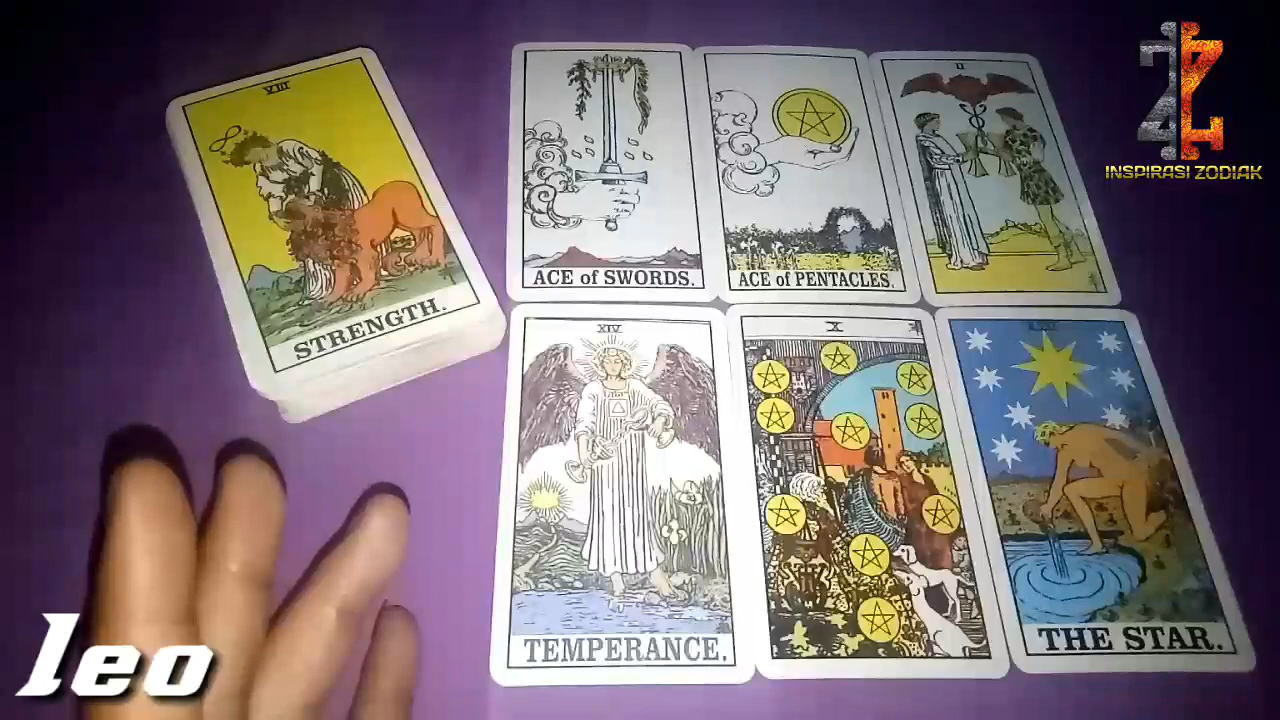 VIII
STRENGTH.
ACE of SWORDS.
ACE of PENTACLES.
II
XIV
TEMPERANCE.
X
THE STAR.
INSPIRASI ZODIAK
leo